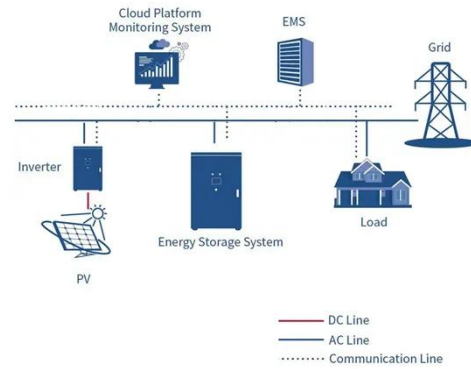 Cloud Platform
Monitoring System
EMS
Grid
Inverter
Energy Storage System
Load
PV
DC Line
AC Line
Communication Line